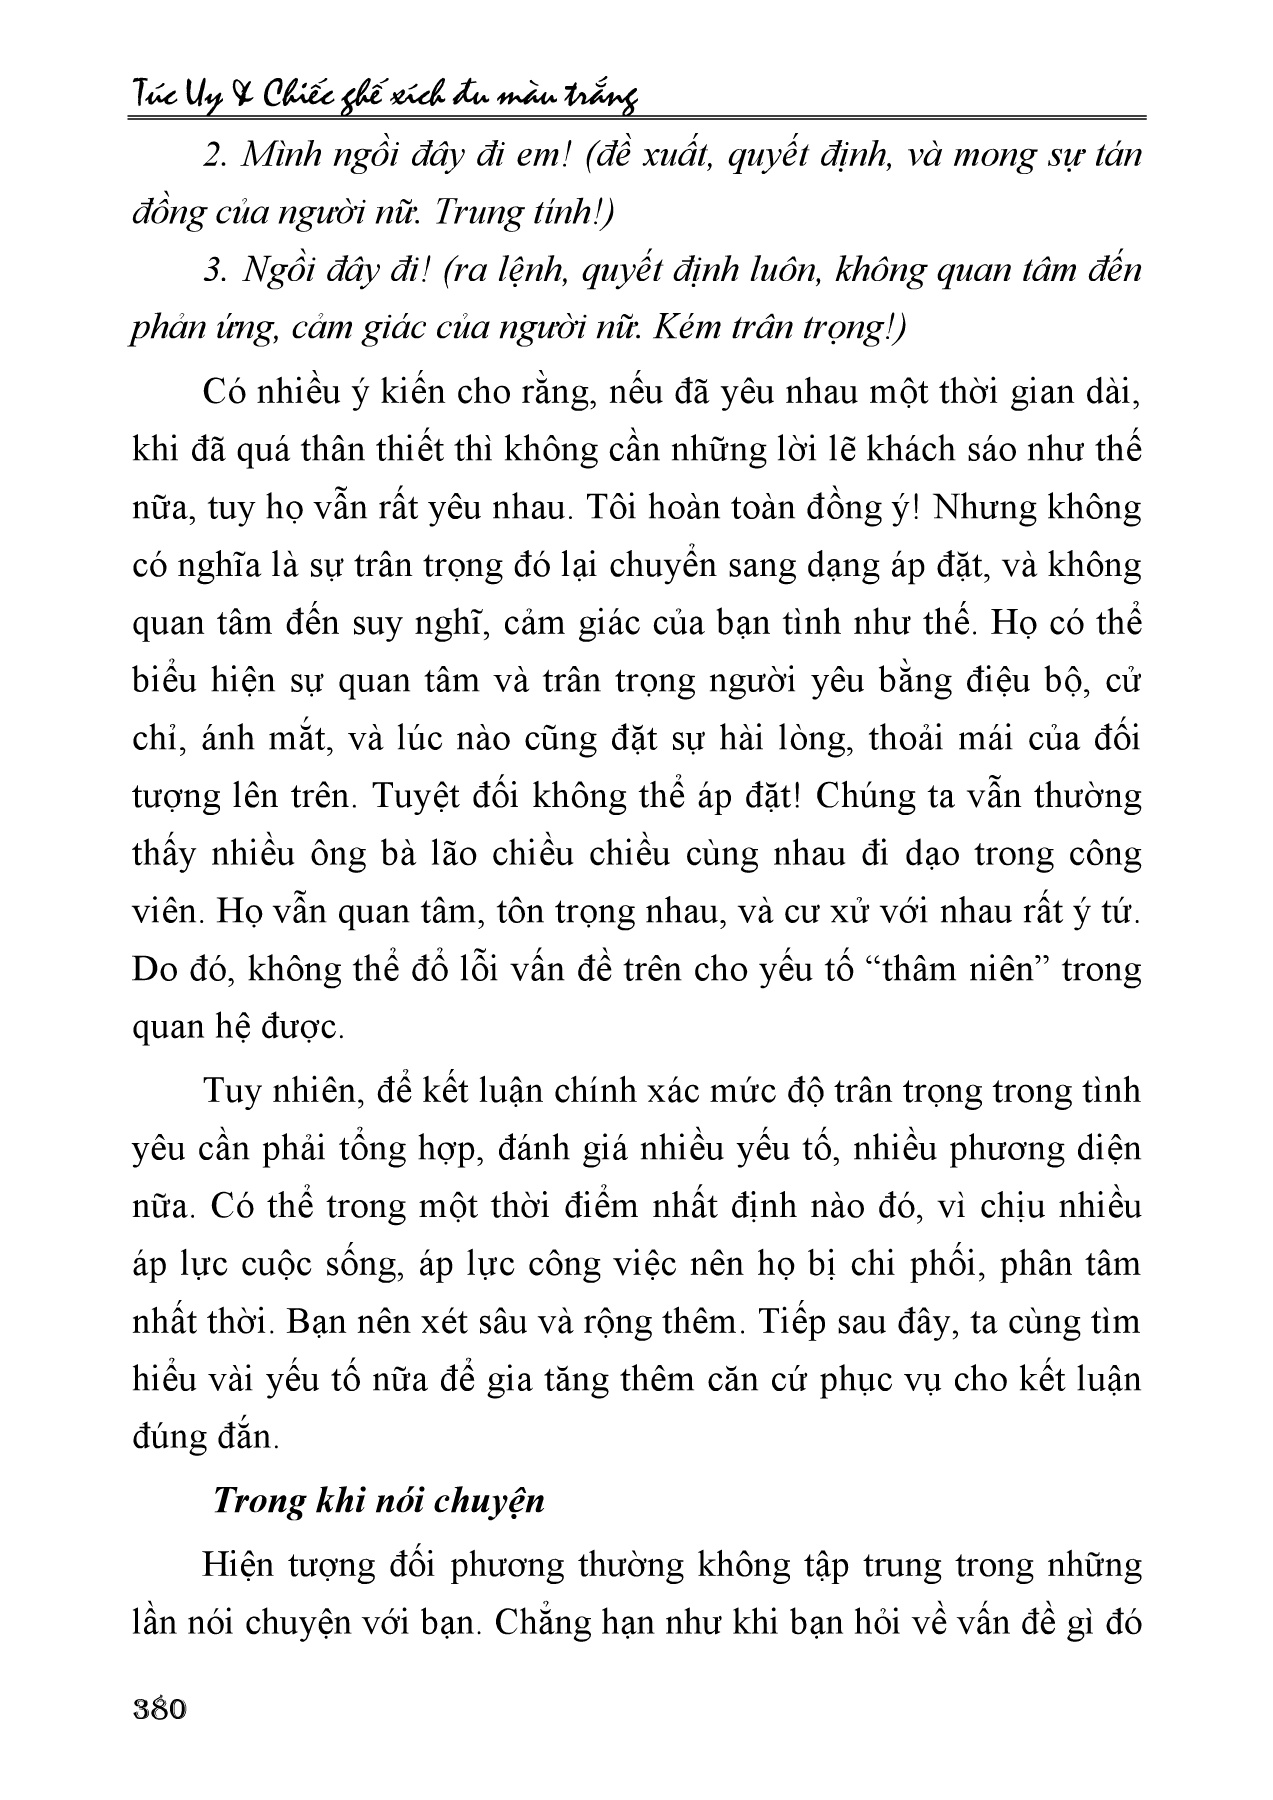 Túc Uy & Chiếc ghế xích đu màu trắng
2. Mình ngồi đây đi em! (đề xuất, quyết định, và mong sự tán
đồng của người nữ. Trung tính!)
3. Ngồi đây đi! (ra lệnh, quyết định luôn, không quan tâm đến
phản ứng, cảm giác của người nữ. Kém trân trọng!)
Có nhiều ý kiến cho rằng, nếu đã yêu nhau một thời gian dài,
khi đã quá thân thiết thì không cần những lời lẽ khách sáo như thế
nữa, tuy họ vẫn rất yêu nhau. Tôi hoàn toàn đồng ý! Nhưng không
có nghĩa là sự trân trọng đó lại chuyển sang dạng áp đặt, và không
quan tâm đến suy nghĩ, cảm giác của bạn tình như thế. Họ có thể
biểu hiện sự quan tâm và trân trọng người yêu bằng điệu bộ, cử
chỉ, ánh mắt, và lúc nào cũng đặt sự hài lòng, thoải mái của đối
tượng lên trên. Tuyệt đối không thể áp đặt! Chúng ta vẫn thường
thấy nhiều ông bà lão chiều chiều cùng nhau đi dạo trong công
viên. Họ vẫn quan tâm, tôn trọng nhau, và cư xử với nhau rất ý tứ.
Do đó, không thể đổ lỗi vấn đề trên cho yếu tố “thâm niên” trong
quan hệ được.
Tuy nhiên, để kết luận chính xác mức độ trân trọng trong tình
yêu cần phải tổng hợp, đánh giá nhiều yếu tố, nhiều phương diện
nữa. Có thể trong một thời điểm nhất định nào đó, vì chịu nhiều
áp lực cuộc sống, áp lực công việc nên họ bị chi phối, phân tâm
nhất thời. Bạn nên xét sâu và rộng thêm. Tiếp sau đây, ta cùng tìm
hiểu vài yếu tố nữa để gia tăng thêm căn cứ phục vụ cho kết luận
đúng đắn.
Trong khi nói chuyện
Hiện tượng đối phương thường không tập trung trong những
lần nói chuyện với bạn. Chẳng hạn như khi bạn hỏi về vấn đề gì đó
380